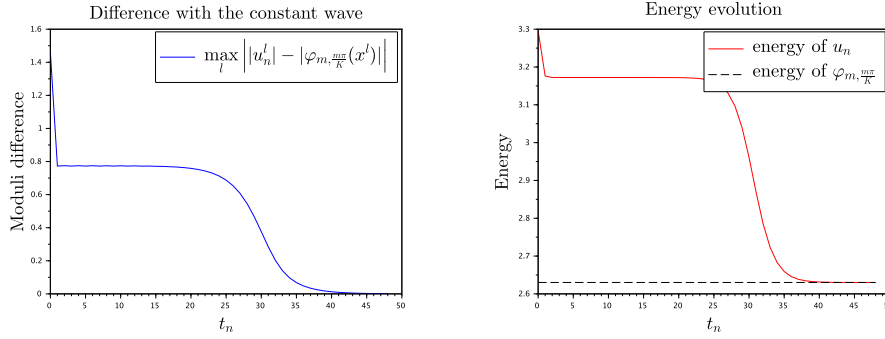 Difference with the constant wave
max_l ||u_n^l| − |φ_{m, mπ/K}(x^l)||
Moduli difference
1.6
1.4
1.2
1
0.8
0.6
0.4
0.2
0
0 5 10 15 20 25 30 35 40 45 50
t_n
Energy evolution
energy of u_n
energy of φ_{m, mπ/K}
Energy
3.3
3.2
3.1
3
2.9
2.8
2.7
2.6
0 5 10 15 20 25 30 35 40 45
t_n